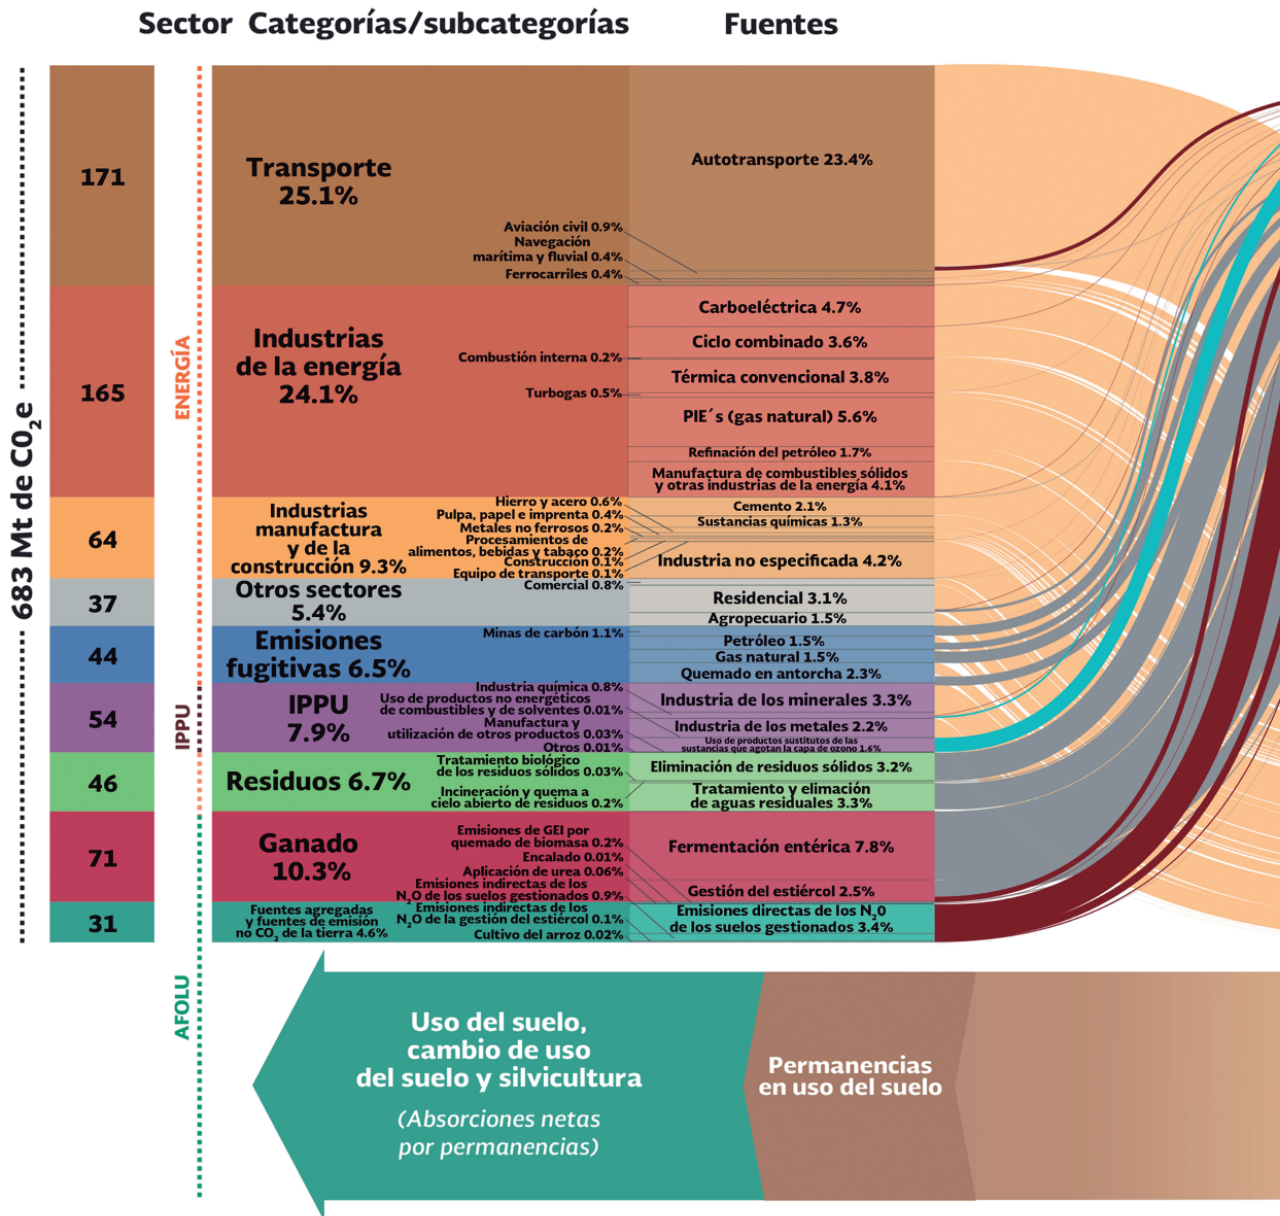 Sector Categorías/subcategorías Fuentes
683 Mt de CO₂e
ENERGÍA
IPPU
AFOLU
171
Transporte
25.1%
Autotransporte 23.4%
Aviación civil 0.9%
Navegación
marítima y fluvial 0.4%
Ferrocarriles 0.4%
165
Industrias
de la energía
24.1%
Carboeléctrica 4.7%
Ciclo combinado 3.6%
Combustión interna 0.2%
Térmica convencional 3.8%
Turbogas 0.5%
PIE´s (gas natural) 5.6%
Refinación del petróleo 1.7%
Manufactura de combustibles sólidos
y otras industrias de la energía 4.1%
64
Industrias
manufactura
y de la
construcción 9.3%
Hierro y acero 0.6%
Pulpa, papel e imprenta 0.4%
Metales no ferrosos 0.2%
Procesamientos de
alimentos, bebidas y tabaco 0.2%
Construcción 0.1%
Equipo de transporte 0.1%
Cemento 2.1%
Sustancias químicas 1.3%
Industria no especificada 4.2%
37
Otros sectores
5.4%
Comercial 0.8%
Residencial 3.1%
Agropecuario 1.5%
44
Emisiones
fugitivas 6.5%
Minas de carbón 1.1%
Petróleo 1.5%
Gas natural 1.5%
Quemado en antorcha 2.3%
54
IPPU
7.9%
Industria química 0.8%
Uso de productos no energéticos
de combustibles y de solventes 0.01%
Manufactura y
utilización de otros productos 0.03%
Otros 0.01%
Industria de los minerales 3.3%
Industria de los metales 2.2%
Uso de productos sustitutos de las
sustancias que agotan la capa de ozono 1.6%
46
Residuos 6.7%
Tratamiento biológico
de los residuos sólidos 0.03%
Incineración y quema a
cielo abierto de residuos 0.2%
Eliminación de residuos sólidos 3.2%
Tratamiento y elimación
de aguas residuales 3.3%
71
Ganado
10.3%
Emisiones de GEI por
quemado de biomasa 0.2%
Encalado 0.01%
Aplicación de urea 0.06%
Emisiones indirectas de los
N₂O de los suelos gestionados 0.9%
Fermentación entérica 7.8%
Gestión del estiércol 2.5%
31
Fuentes agregadas
y fuentes de emisión
no CO₂ de la tierra 4.6%
Emisiones indirectas de los
N₂O de la gestión del estiércol 0.1%
Cultivo del arroz 0.02%
Emisiones directas de los N₂O
de los suelos gestionados 3.4%
Uso del suelo,
cambio de uso
del suelo y silvicultura
(Absorciones netas
por permanencias)
Permanencias
en uso del suelo